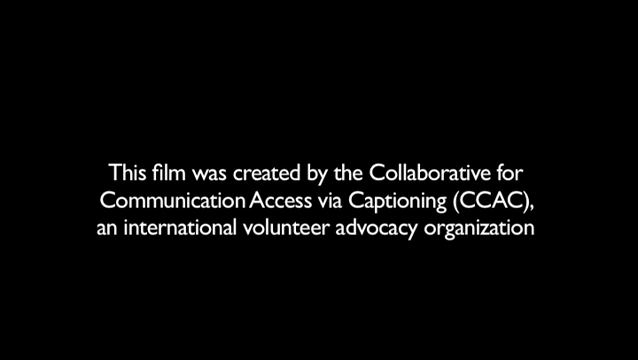 This film was created by the Collaborative for
Communication Access via Captioning (CCAC),
an international volunteer advocacy organization